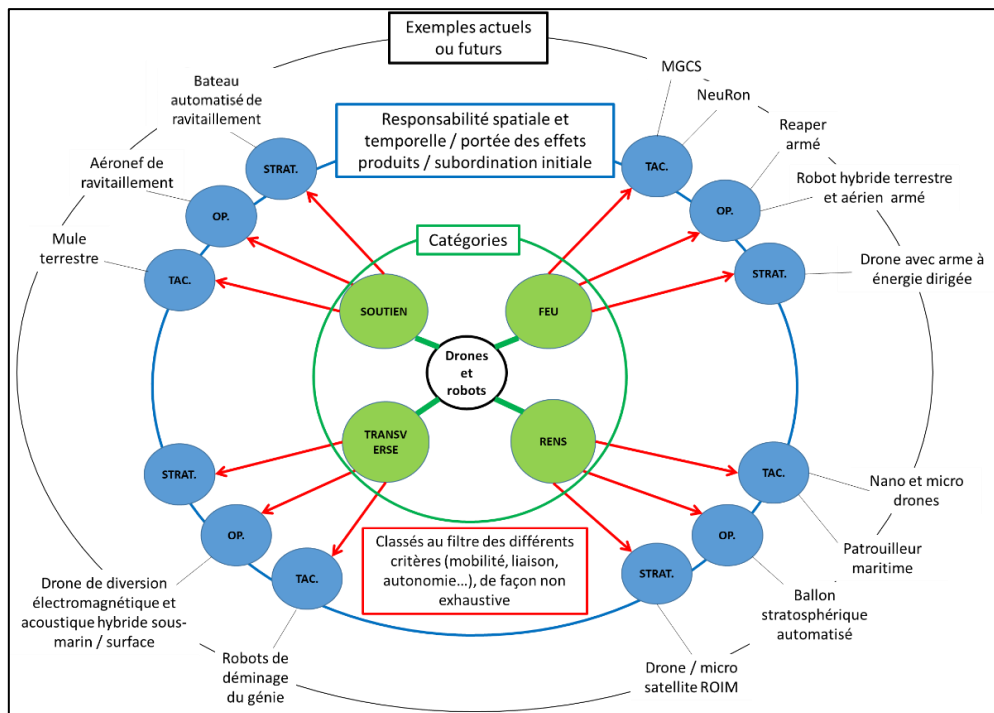 Exemples actuels
ou futurs
Bateau
automatisé de
ravitaillement
MGCS
NeuRon
Responsabilité spatiale et
temporelle / portée des effets
produits / subordination initiale
Reaper
armé
Aéronef de
ravitaillement
STRAT.
TAC.
Robot hybride terrestre
et aérien armé
OP.
OP.
Mule
terrestre
Catégories
TAC.
STRAT.
Drone avec arme à
énergie dirigée
SOUTIEN
FEU
Drones
et
robots
TRANSV
ERSE
RENS
STRAT.
TAC.
Nano et micro
drones
OP.
OP.
Classés au filtre des différents
critères (mobilité, liaison,
autonomie...), de façon non
exhaustive
TAC.
STRAT.
Patrouilleur
maritime
Drone de diversion
électromagnétique et
acoustique hybride sous-
marin / surface
Ballon
stratosphérique
automatisé
Robots de
déminage
du génie
Drone / micro
satellite ROIM